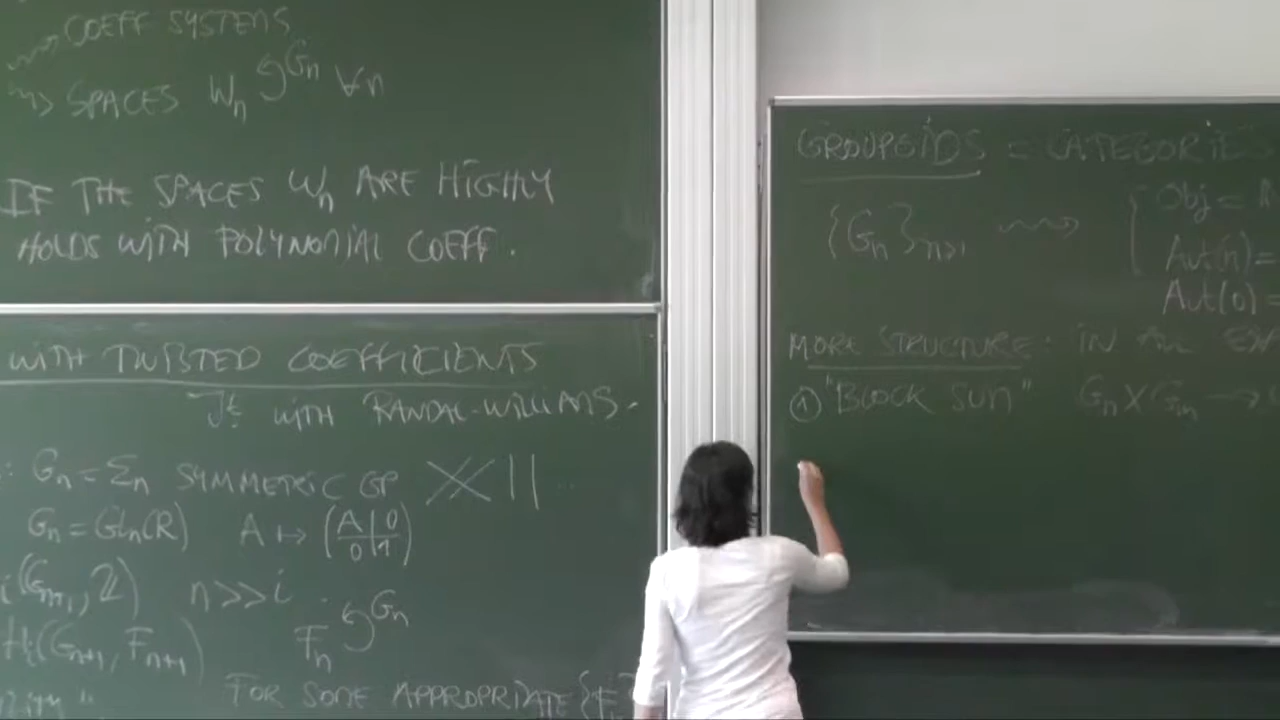 COEFF SYSTEMS
SPACES Wₙ ↺Gₙ ∀n
IF THE SPACES Wₙ ARE HIGHLY
HOLDS WITH POLYNOMIAL COEFF.
WITH TWISTED COEFFICIENTS
Jt WITH RANDAL-WILLIAMS.
: Gₙ = Σₙ SYMMETRIC GP
Gₙ = Glₙ(R) A ↦ (A|0 / 0|1)
i(Gₙ₊₁, ℤ) n>>i
Hi(Gₙ₊₁, Fₙ₊₁) Fₙ ↺Gₙ
FOR SOME APPROPRIATE {F
GROUPOIDS = CATEGORIES
{Gₙ}ₙ≥₁ ⇝ { Obj =
Aut(n) =
Aut(0) =
MORE STRUCTURE: IN ALL
① "BLOCK SUM" Gₙ × Gₘ →